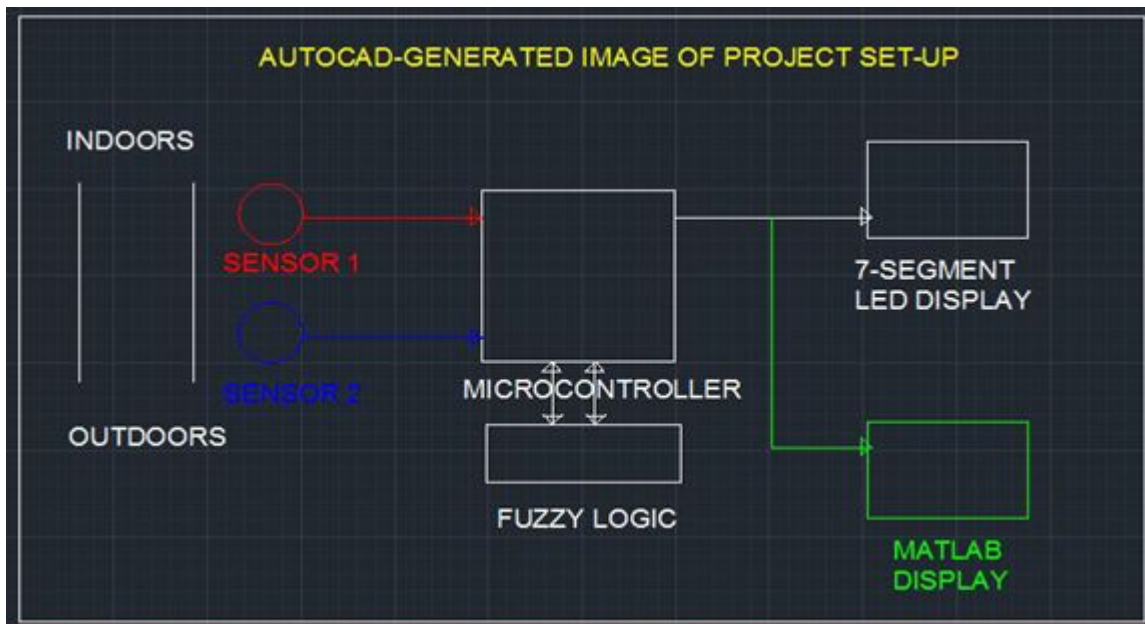 AUTOCAD-GENERATED IMAGE OF PROJECT SET-UP
INDOORS
SENSOR 1
SENSOR 2
OUTDOORS
MICROCONTROLLER
FUZZY LOGIC
7-SEGMENT
LED DISPLAY
MATLAB
DISPLAY